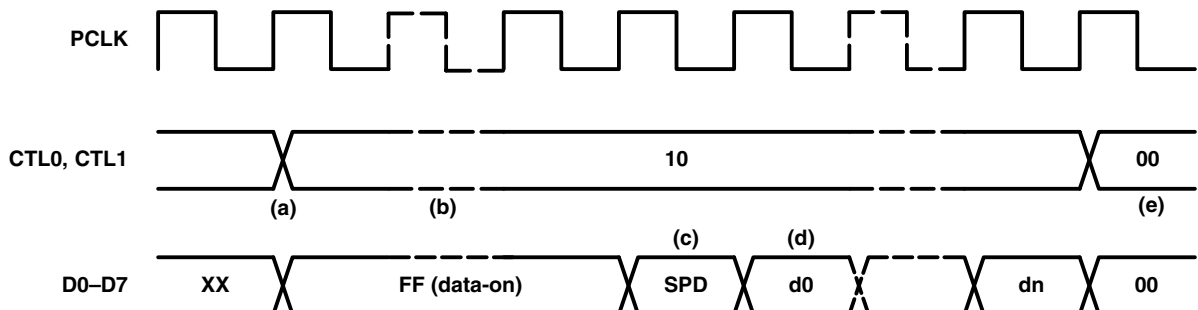 PCLK
CTL0, CTL1
10
00
(a)
(b)
(e)
(c)
(d)
D0–D7
XX
FF (data-on)
SPD
d0
dn
00